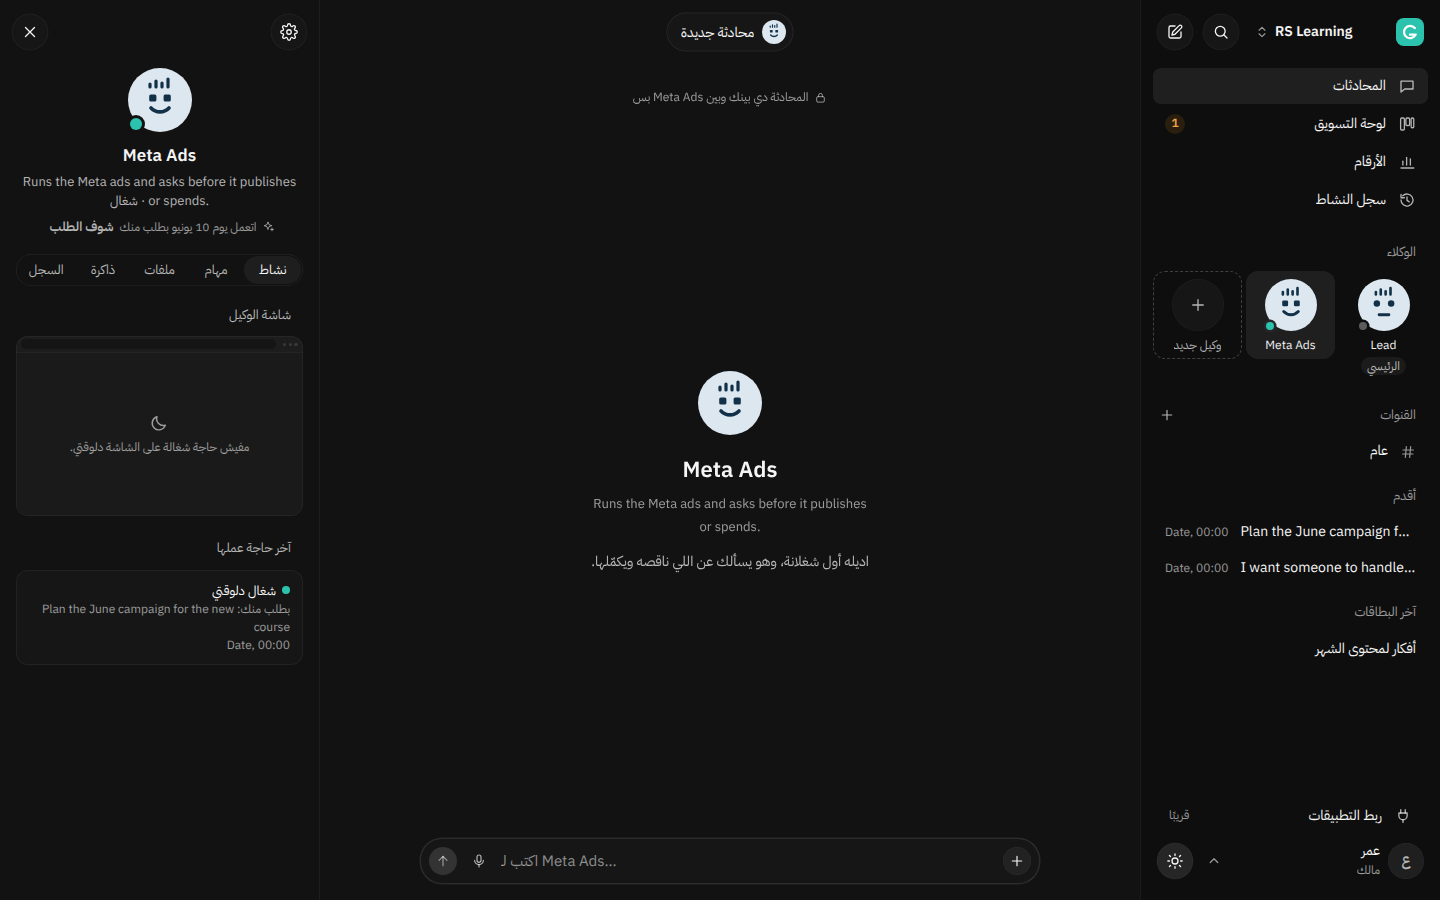 RS Learning
المحادثات
لوحة التسويق
1
الأرقام
سجل النشاط
الوكلاء
Lead
الرئيسي
Meta Ads
وكيل جديد
القنوات
عام
أقدم
Plan the June campaign f...
Date, 00:00
I want someone to handle...
Date, 00:00
آخر البطاقات
أفكار لمحتوى الشهر
ربط التطبيقات
قريبًا
ع
عمر
مالك
محادثة جديدة
المحادثة دي بينك وبين Meta Ads بس
Meta Ads
Runs the Meta ads and asks before it publishes
or spends.
اديله أول شغلانة، وهو يسألك عن اللي ناقصه ويكمّلها.
اكتب لـ Meta Ads...
Meta Ads
Runs the Meta ads and asks before it publishes
or spends. · شغال
اتعمل يوم 10 يونيو بطلب منك شوف الطلب
نشاط
مهام
ملفات
ذاكرة
السجل
شاشة الوكيل
مفيش حاجة شغالة على الشاشة دلوقتي.
آخر حاجة عملها
شغال دلوقتي
بطلب منك: Plan the June campaign for the new
course
Date, 00:00